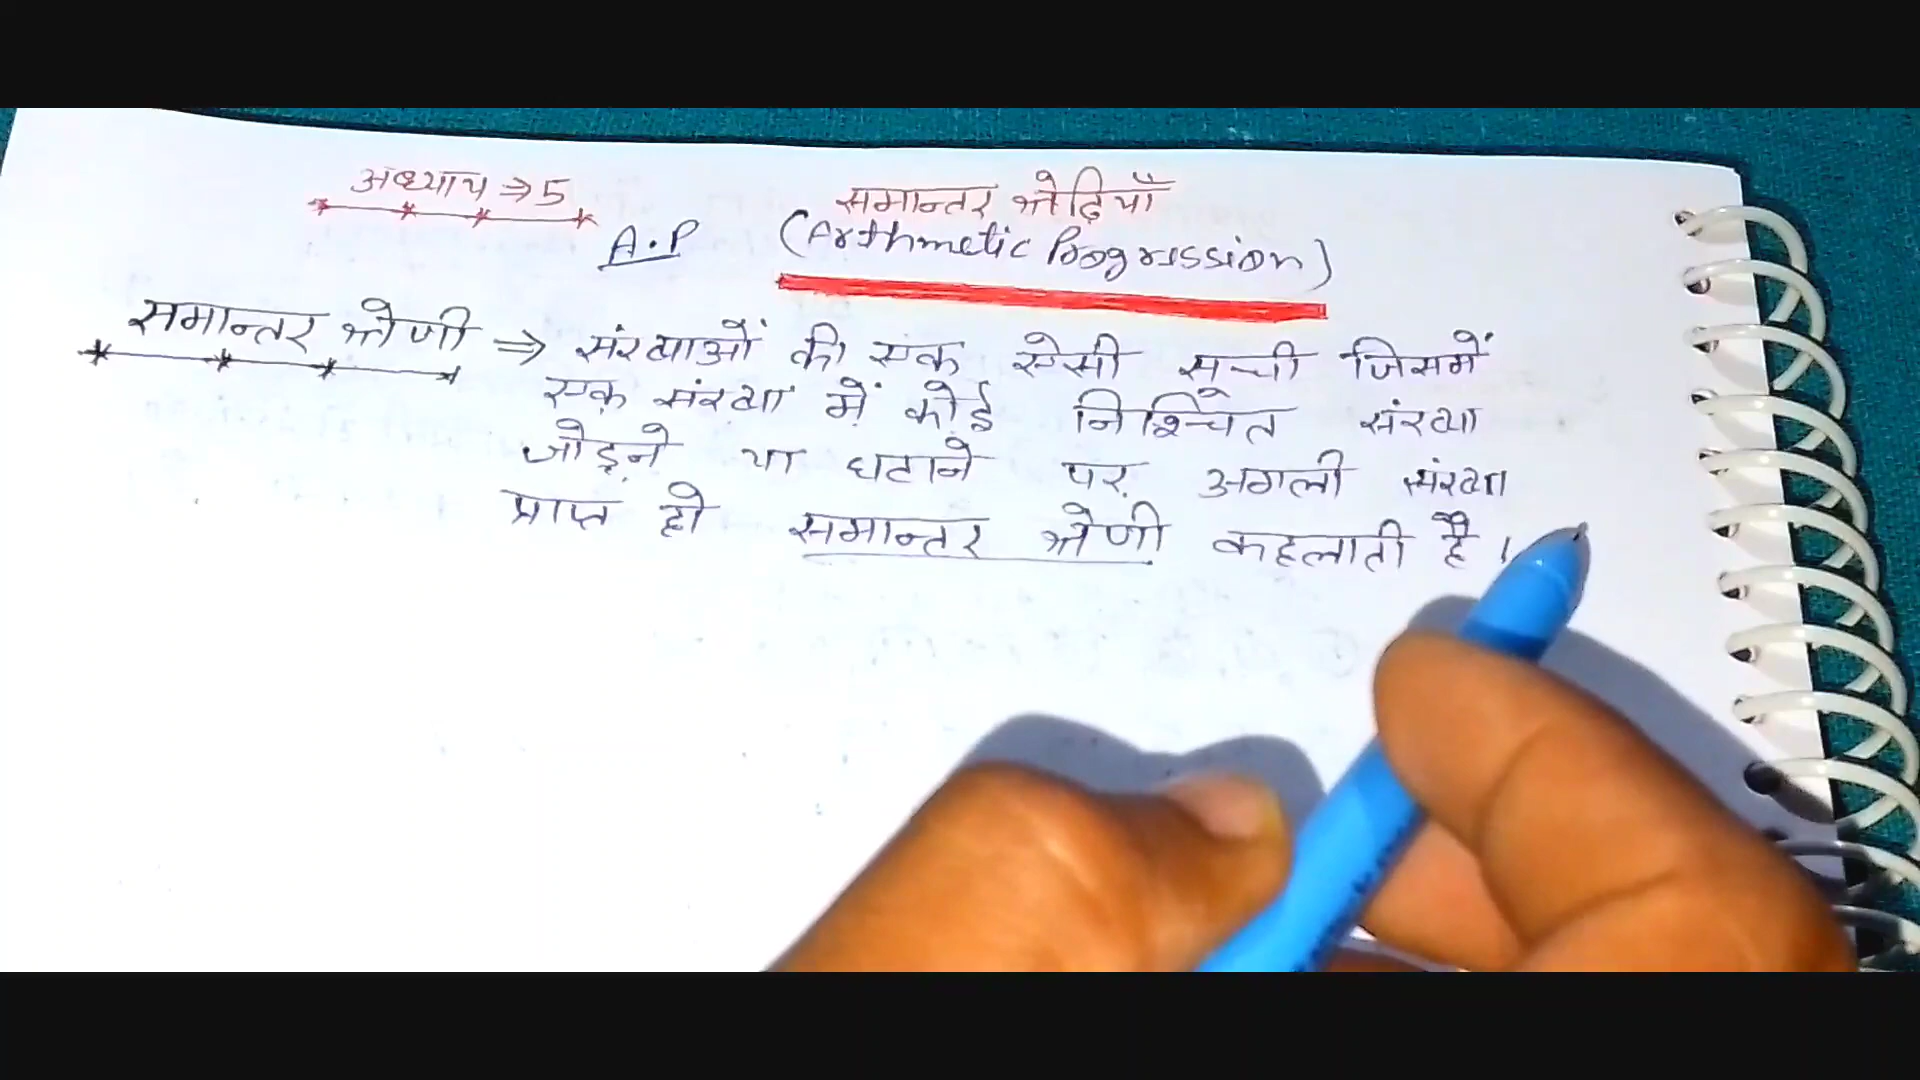 अध्याय ⇒ 5
समान्तर श्रेढ़ियाँ
A.P (Arthmetic Progression)
समान्तर श्रेणी ⇒ संख्याओं की एक ऐसी सूची जिसमें
एक संख्या में कोई निश्चित संख्या
जोड़ने या घटाने पर अगली संख्या
प्राप्त हो समान्तर श्रेणी कहलाती है।